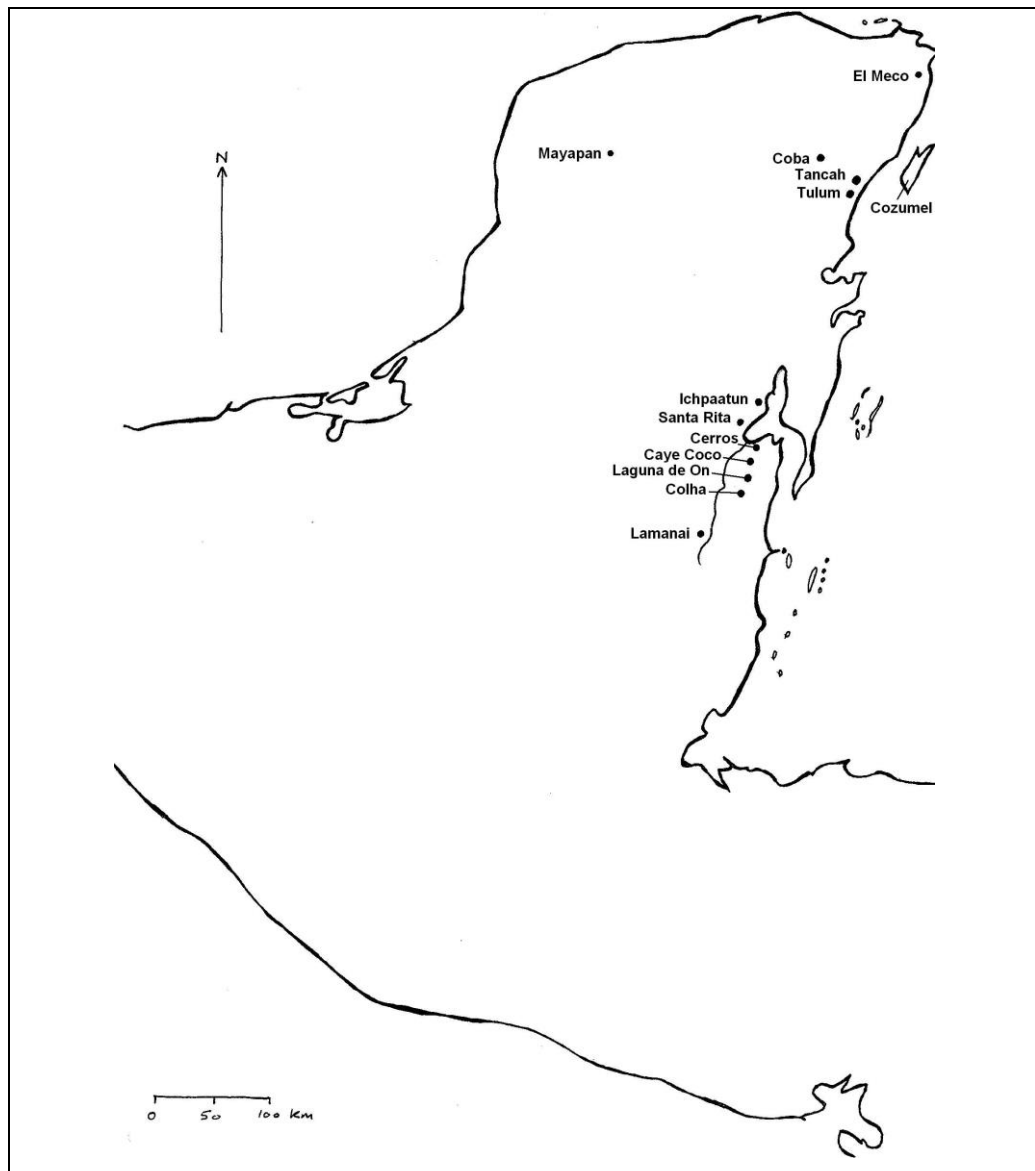 El Meco
N
Mayapan
Coba
Tancah
Tulum
Cozumel
Ichpaatun
Santa Rita
Cerros
Caye Coco
Laguna de On
Colha
Lamanai
0 50 100 Km